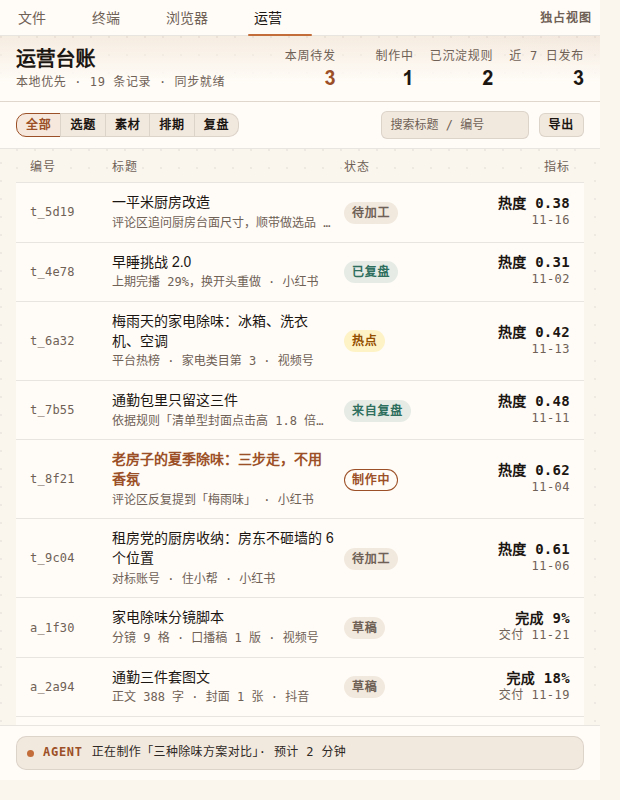 文件 终端 浏览器 运营 独占视图
运营台账
本地优先 · 19 条记录 · 同步就绪
本周待发 制作中 已沉淀规则 近 7 日发布
3 1 2 3
全部 选题 素材 排期 复盘 搜索标题 / 编号 导出
编号 标题 状态 指标
t_5d19 一平米厨房改造 待加工 热度 0.38
评论区追问厨房台面尺寸，顺带做选品 … 11-16
t_4e78 早睡挑战 2.0 已复盘 热度 0.31
上期完播 29%，换开头重做 · 小红书 11-02
t_6a32 梅雨天的家电除味：冰箱、洗衣
机、空调 热点 热度 0.42
平台热榜 · 家电类目第 3 · 视频号 11-13
t_7b55 通勤包里只留这三件 来自复盘 热度 0.48
依据规则「清单型封面点击高 1.8 倍… 11-11
t_8f21 老房子的夏季除味：三步走，不用
香氛 制作中 热度 0.62
评论区反复提到「梅雨味」 · 小红书 11-04
t_9c04 租房党的厨房收纳：房东不砸墙的 6
个位置 待加工 热度 0.61
对标账号 · 住小帮 · 小红书 11-06
a_1f30 家电除味分镜脚本 草稿 完成 9%
分镜 9 格 · 口播稿 1 版 · 视频号 交付 11-21
a_2a94 通勤三件套图文 草稿 完成 18%
正文 388 字 · 封面 1 张 · 抖音 交付 11-19
AGENT 正在制作「三种除味方案对比」· 预计 2 分钟